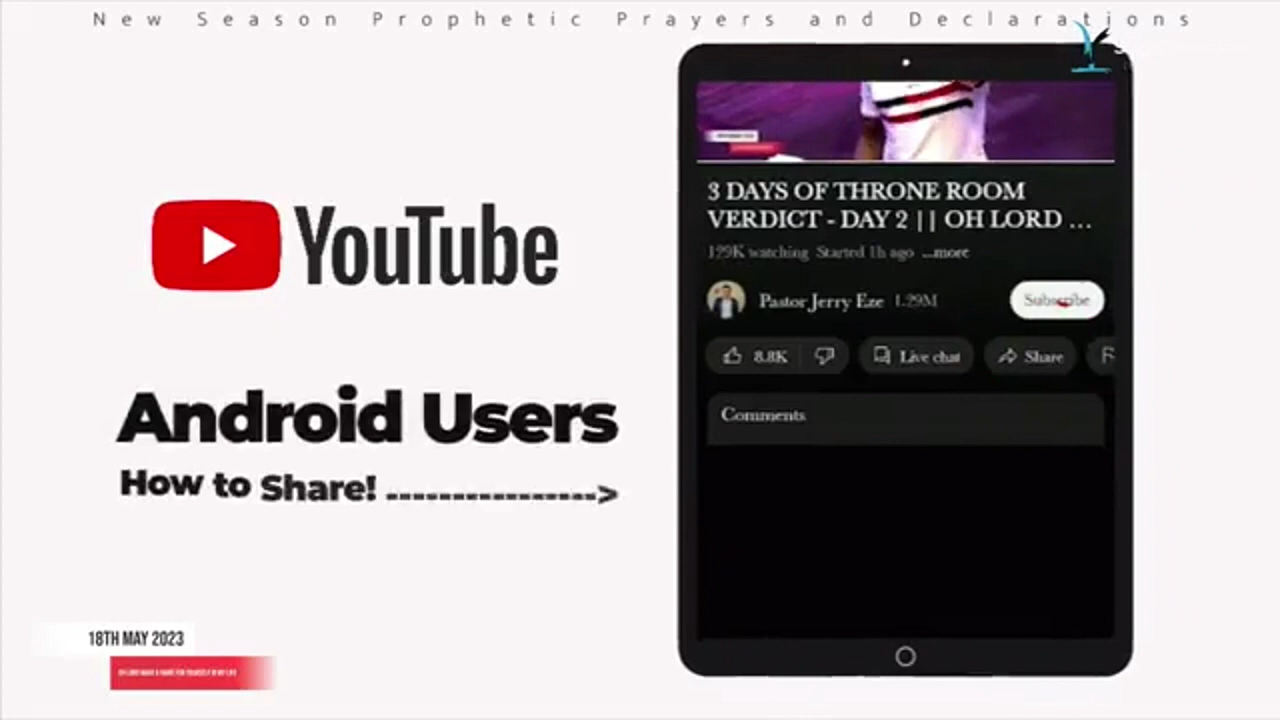 New Season Prophetic Prayers and Declarations
YouTube
Android Users
How to Share! ---------------->
3 DAYS OF THRONE ROOM
VERDICT - DAY 2 || OH LORD ...
129K watching Started 1h ago ...more
Pastor Jerry Eze 1.29M
Subscribe
8.8K
Live chat
Share
Comments
18TH MAY 2023